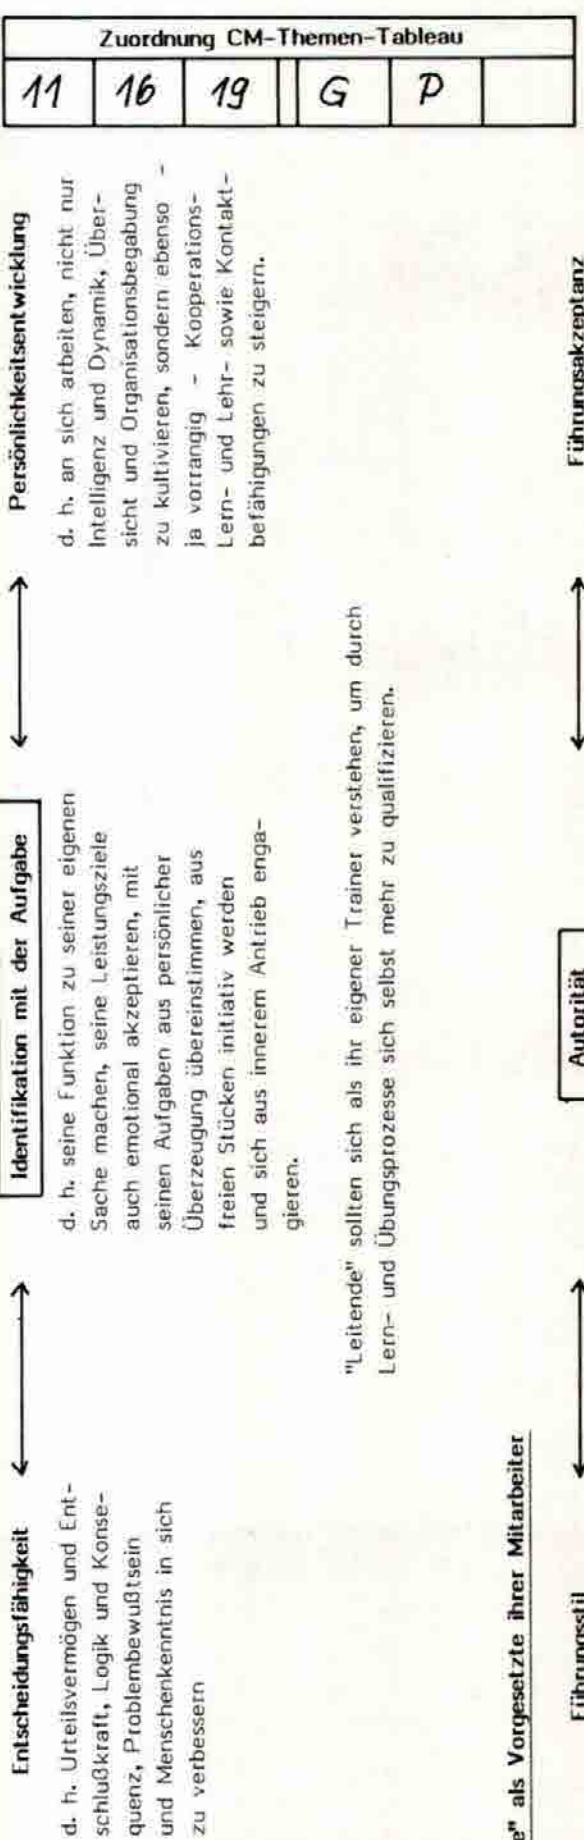 Zuordnung CM-Themen-Tableau
11 16 19 G P
Entscheidungsfähigkeit
d. h. Urteilsvermögen und Ent-
schlußkraft, Logik und Konse-
quenz, Problembewußtsein
und Menschenkenntnis in sich
zu verbessern
Identifikation mit der Aufgabe
d. h. seine Funktion zu seiner eigenen
Sache machen, seine Leistungsziele
auch emotional akzeptieren, mit
seinen Aufgaben aus persönlicher
Überzeugung übereinstimmen, aus
freien Stücken initiativ werden
und sich aus innerem Antrieb enga-
gieren.
Persönlichkeitsentwicklung
d. h. an sich arbeiten, nicht nur
Intelligenz und Dynamik, Über-
sicht und Organisationsbegabung
zu kultivieren, sondern ebenso -
ja vorrangig - Kooperations-
Lern- und Lehr- sowie Kontakt-
befähigungen zu steigern.
"Leitende" sollten sich als ihr eigener Trainer verstehen, um durch
Lern- und Übungsprozesse sich selbst mehr zu qualifizieren.
e" als Vorgesetzte ihrer Mitarbeiter
Führungsstil
Autorität
Führungsakzeptanz